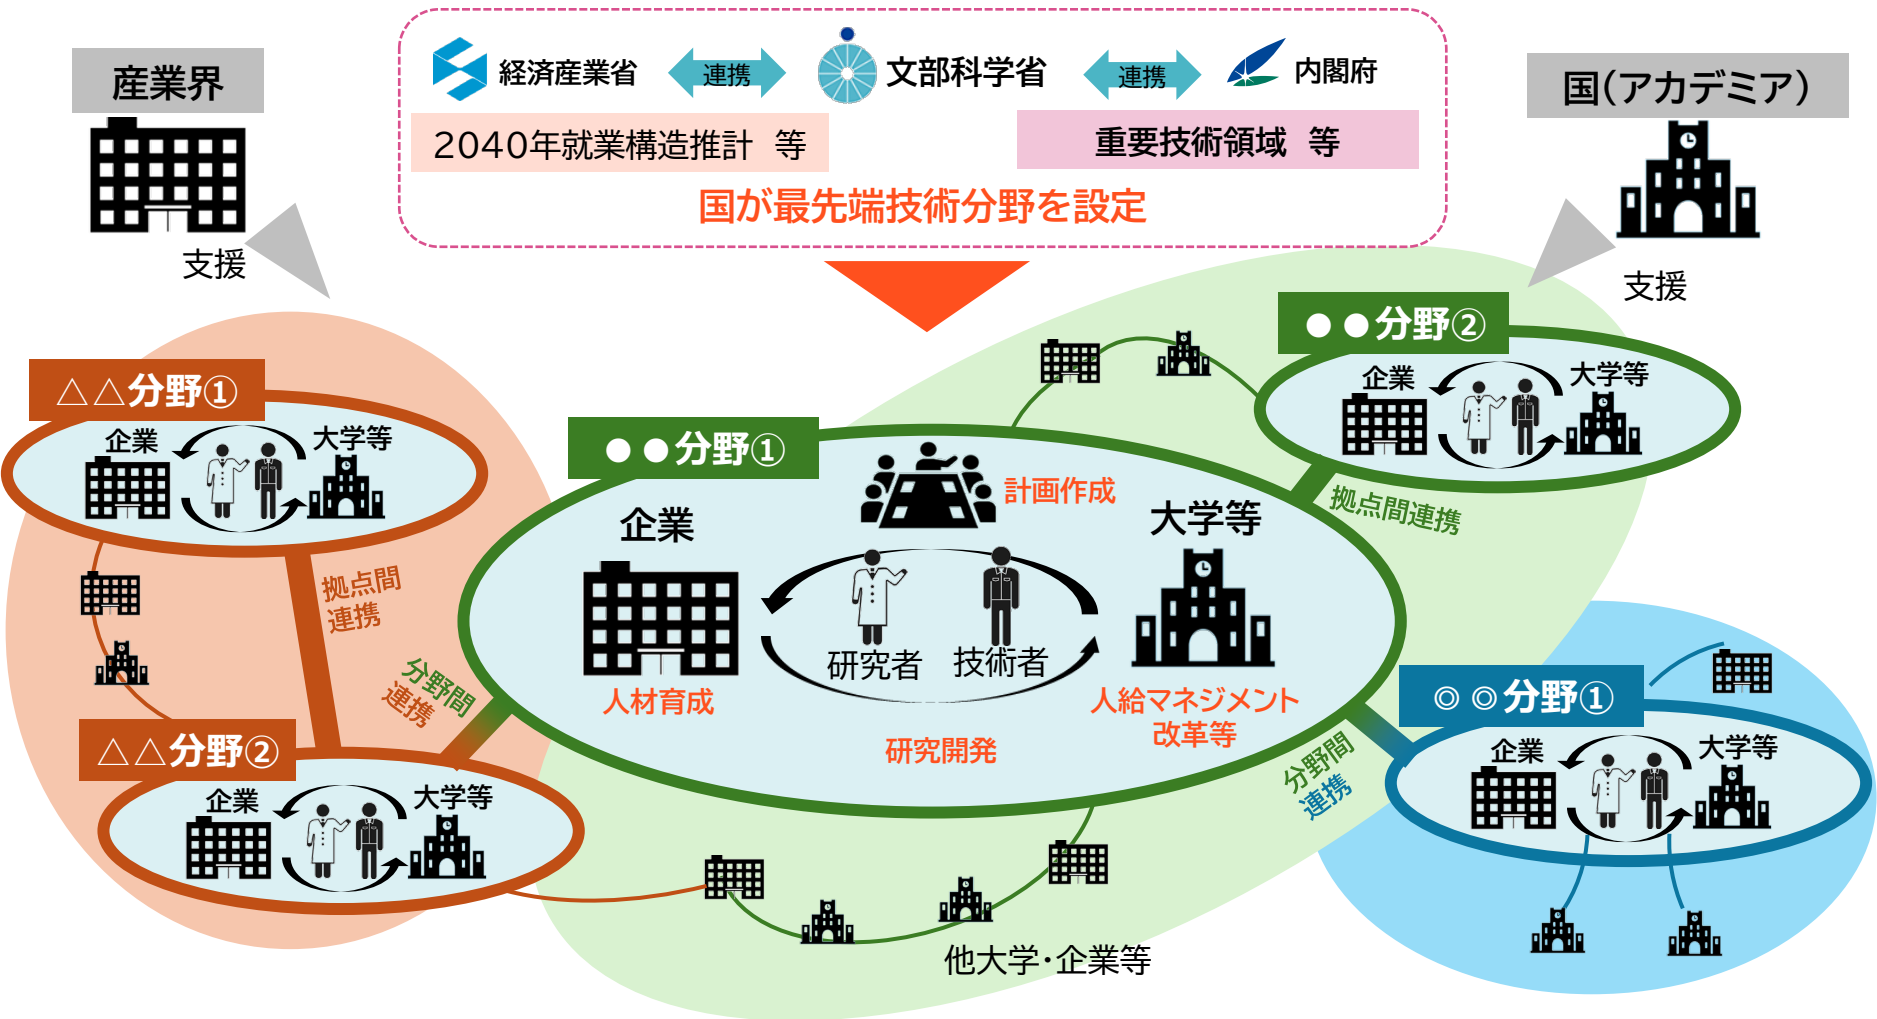 産業界
経済産業省
連携
文部科学省
連携
内閣府
国（アカデミア）
2040年就業構造推計　等
重要技術領域　等
国が最先端技術分野を設定
支援
支援
●●分野②
企業
大学等
拠点間連携
△△分野①
企業
大学等
拠点間
連携
●●分野①
計画作成
企業
大学等
研究者
技術者
人材育成
人給マネジメント
改革等
研究開発
分野間
連携
△△分野②
企業
大学等
◎◎分野①
企業
大学等
分野間
連携
他大学・企業等